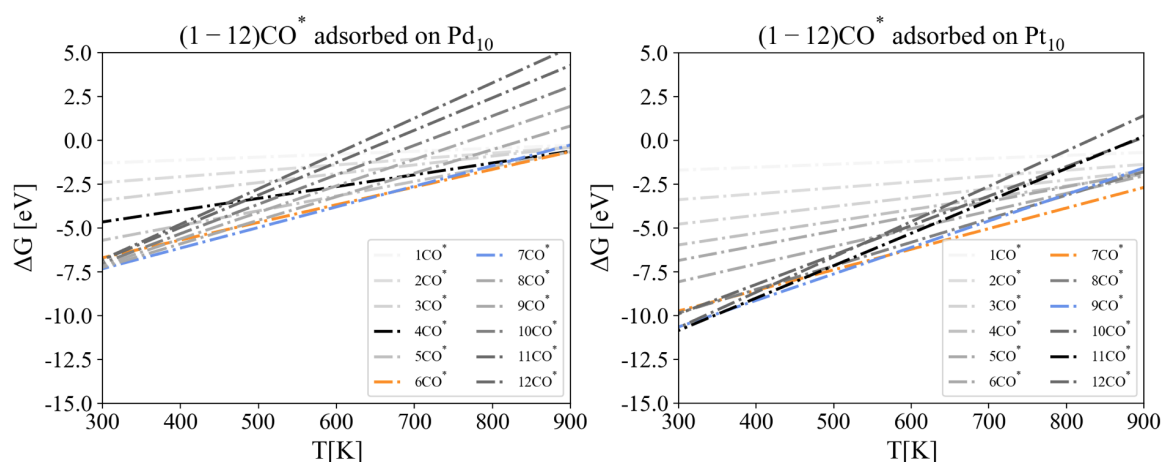 (1 − 12)CO* adsorbed on Pd₁₀
5.0
2.5
0.0
-2.5
-5.0
-7.5
-10.0
-12.5
-15.0
ΔG [eV]
1CO* 7CO*
2CO* 8CO*
3CO* 9CO*
4CO* 10CO*
5CO* 11CO*
6CO* 12CO*
300 400 500 600 700 800 900
T[K]
(1 − 12)CO* adsorbed on Pt₁₀
5.0
2.5
0.0
-2.5
-5.0
-7.5
-10.0
-12.5
-15.0
ΔG [eV]
1CO* 7CO*
2CO* 8CO*
3CO* 9CO*
4CO* 10CO*
5CO* 11CO*
6CO* 12CO*
300 400 500 600 700 800 900
T[K]